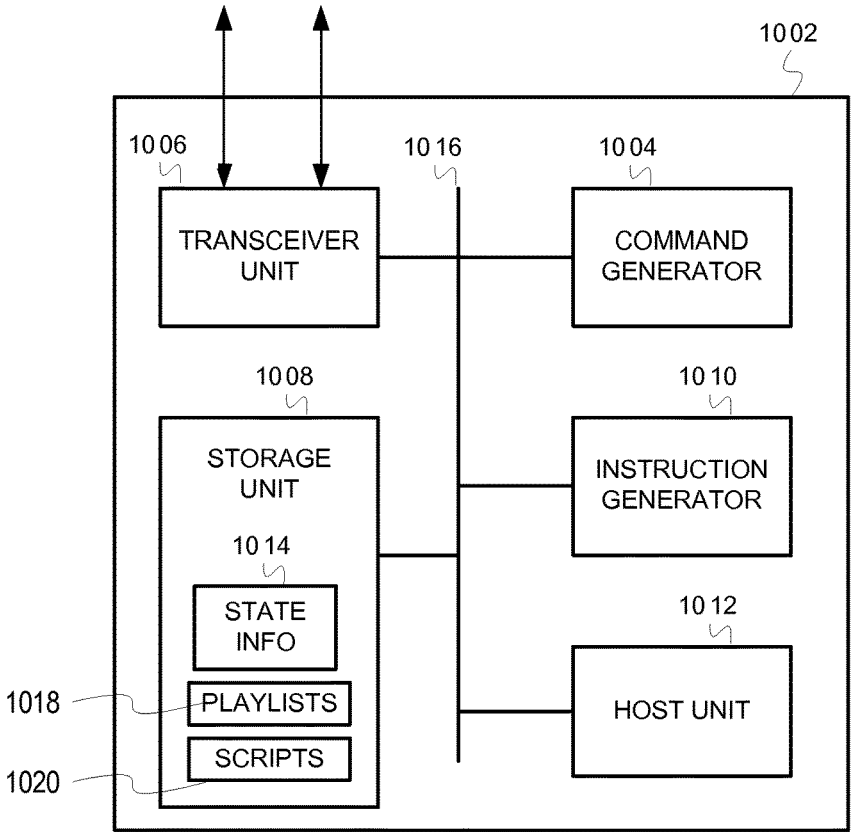 1002
1006
1016
1004
TRANSCEIVER
UNIT
COMMAND
GENERATOR
1008
1010
STORAGE
UNIT
INSTRUCTION
GENERATOR
1014
STATE
INFO
1012
HOST UNIT
1018
PLAYLISTS
SCRIPTS
1020